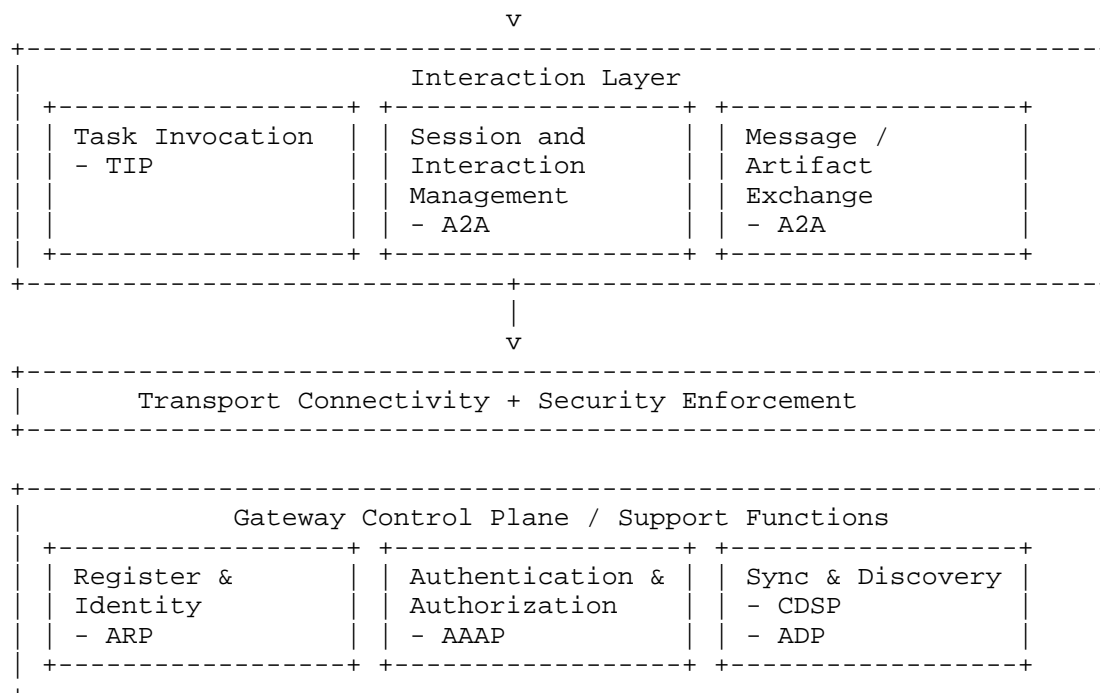 v
Interaction Layer
Task Invocation Session and Message /
- TIP Interaction Artifact
Management Exchange
- A2A - A2A
v
Transport Connectivity + Security Enforcement
Gateway Control Plane / Support Functions
Register & Authentication & Sync & Discovery
Identity Authorization - CDSP
- ARP - AAAP - ADP